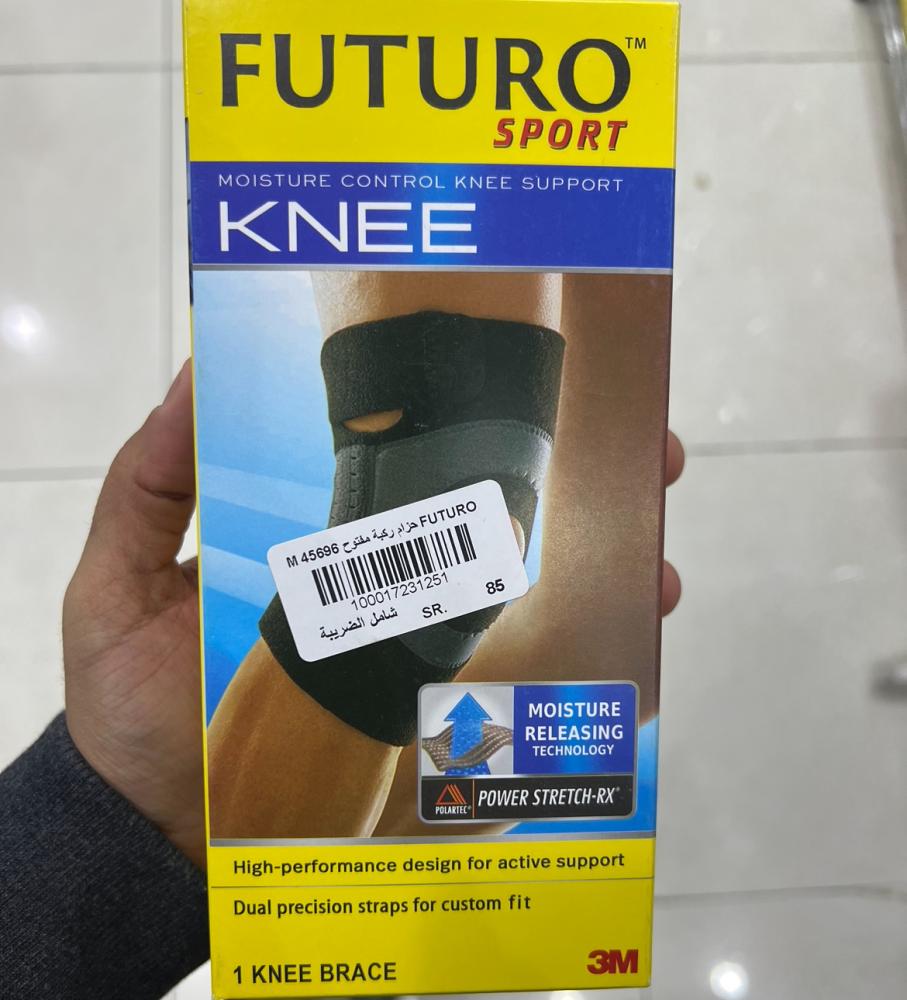 FUTURO™
SPORT
MOISTURE CONTROL KNEE SUPPORT
KNEE
FUTURO حزام ركبة مفتوح M 45696
100017231251
شامل الضريبة SR. 85
MOISTURE
RELEASING
TECHNOLOGY
POLARTEC® POWER STRETCH-RX®
High-performance design for active support
Dual precision straps for custom fit
1 KNEE BRACE
3M